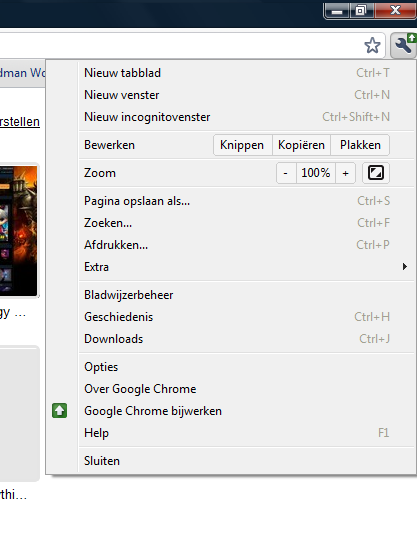 dman Wo
Nieuw tabblad Ctrl+T
Nieuw venster Ctrl+N
rstellen
Nieuw incognitovenster Ctrl+Shift+N
Bewerken Knippen Kopiëren Plakken
Zoom - 100% +
Pagina opslaan als... Ctrl+S
Zoeken... Ctrl+F
Afdrukken... Ctrl+P
Extra
Bladwijzerbeheer
gy ...
Geschiedenis Ctrl+H
Downloads Ctrl+J
Opties
Over Google Chrome
Google Chrome bijwerken
Help F1
Sluiten
ythi...